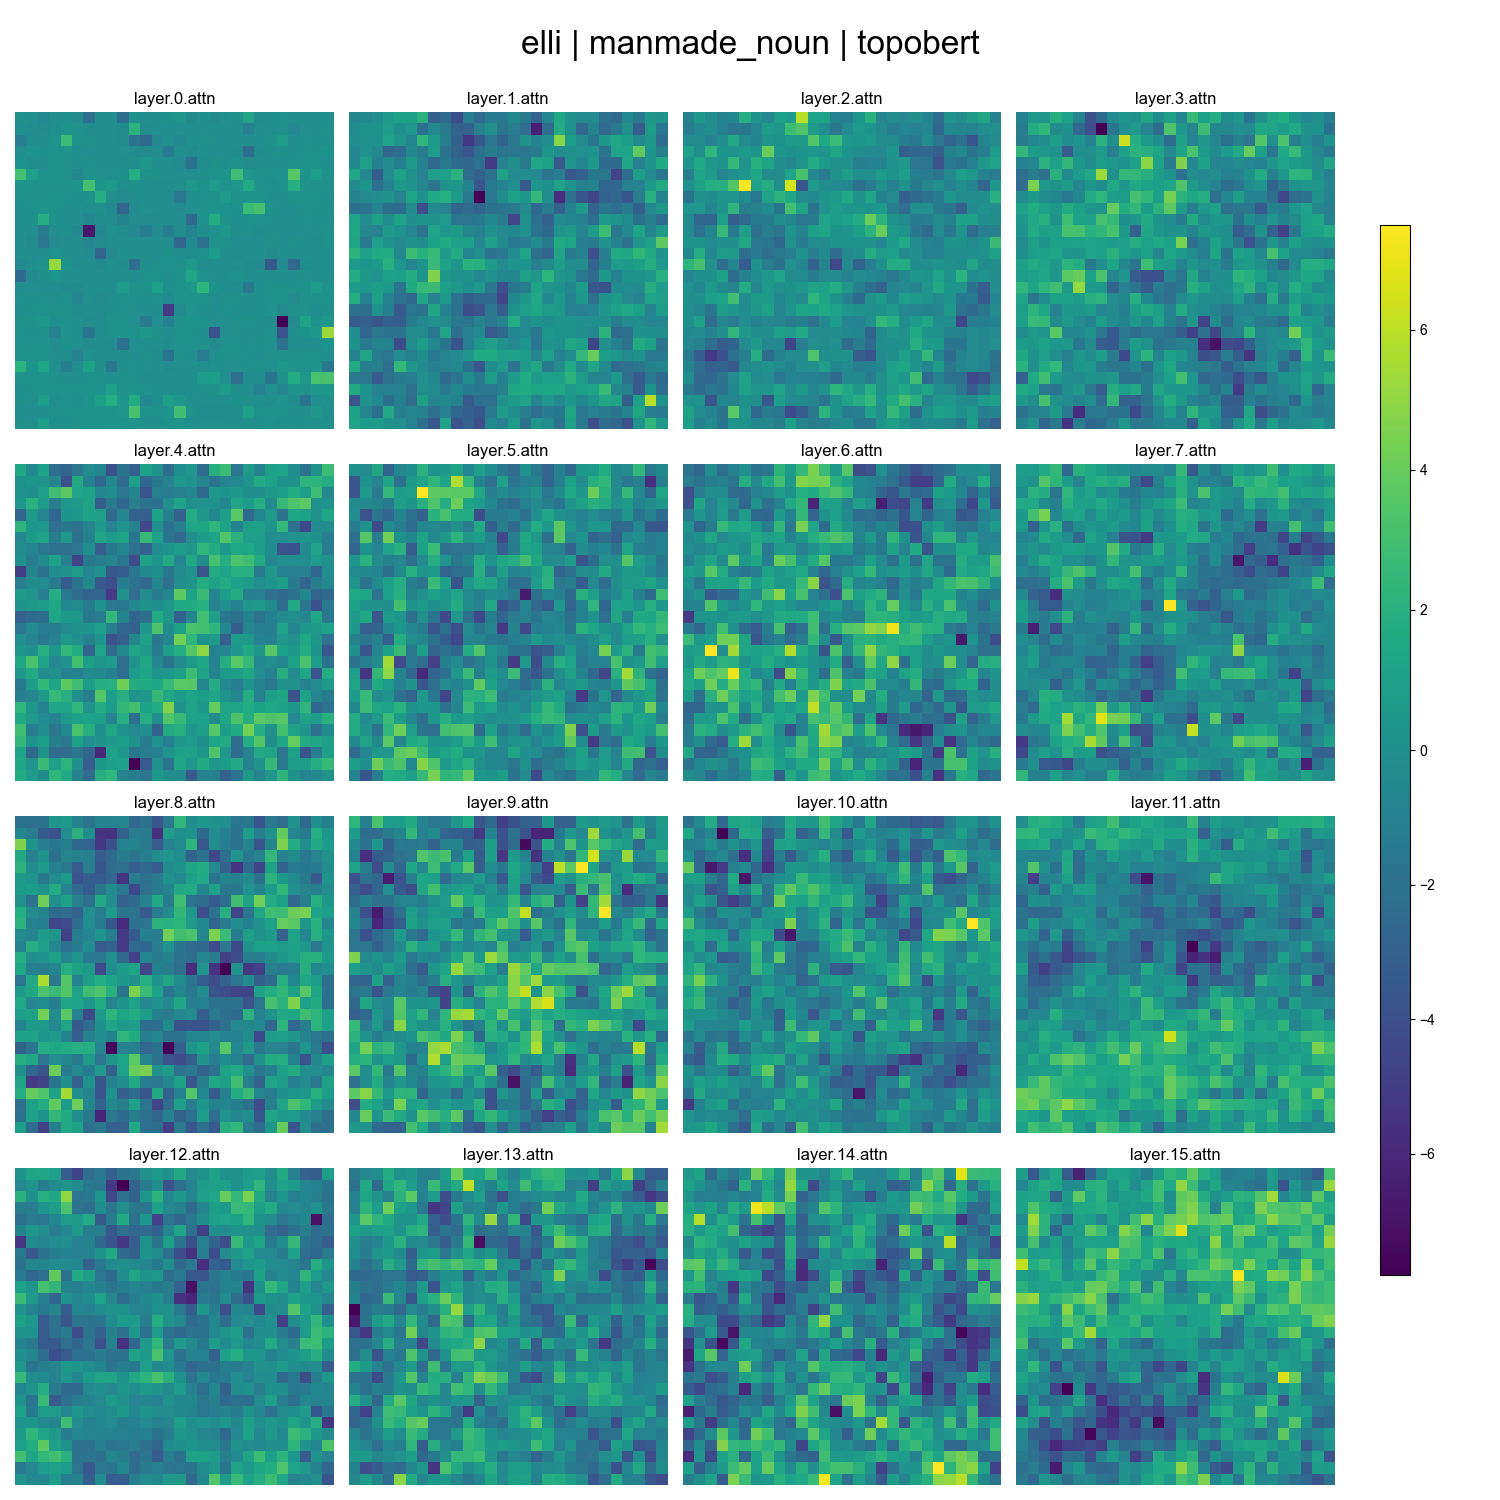 elli | manmade_noun | topobert
layer.0.attn
layer.1.attn
layer.2.attn
layer.3.attn
layer.4.attn
layer.5.attn
layer.6.attn
layer.7.attn
layer.8.attn
layer.9.attn
layer.10.attn
layer.11.attn
layer.12.attn
layer.13.attn
layer.14.attn
layer.15.attn
6
4
2
0
−2
−4
−6